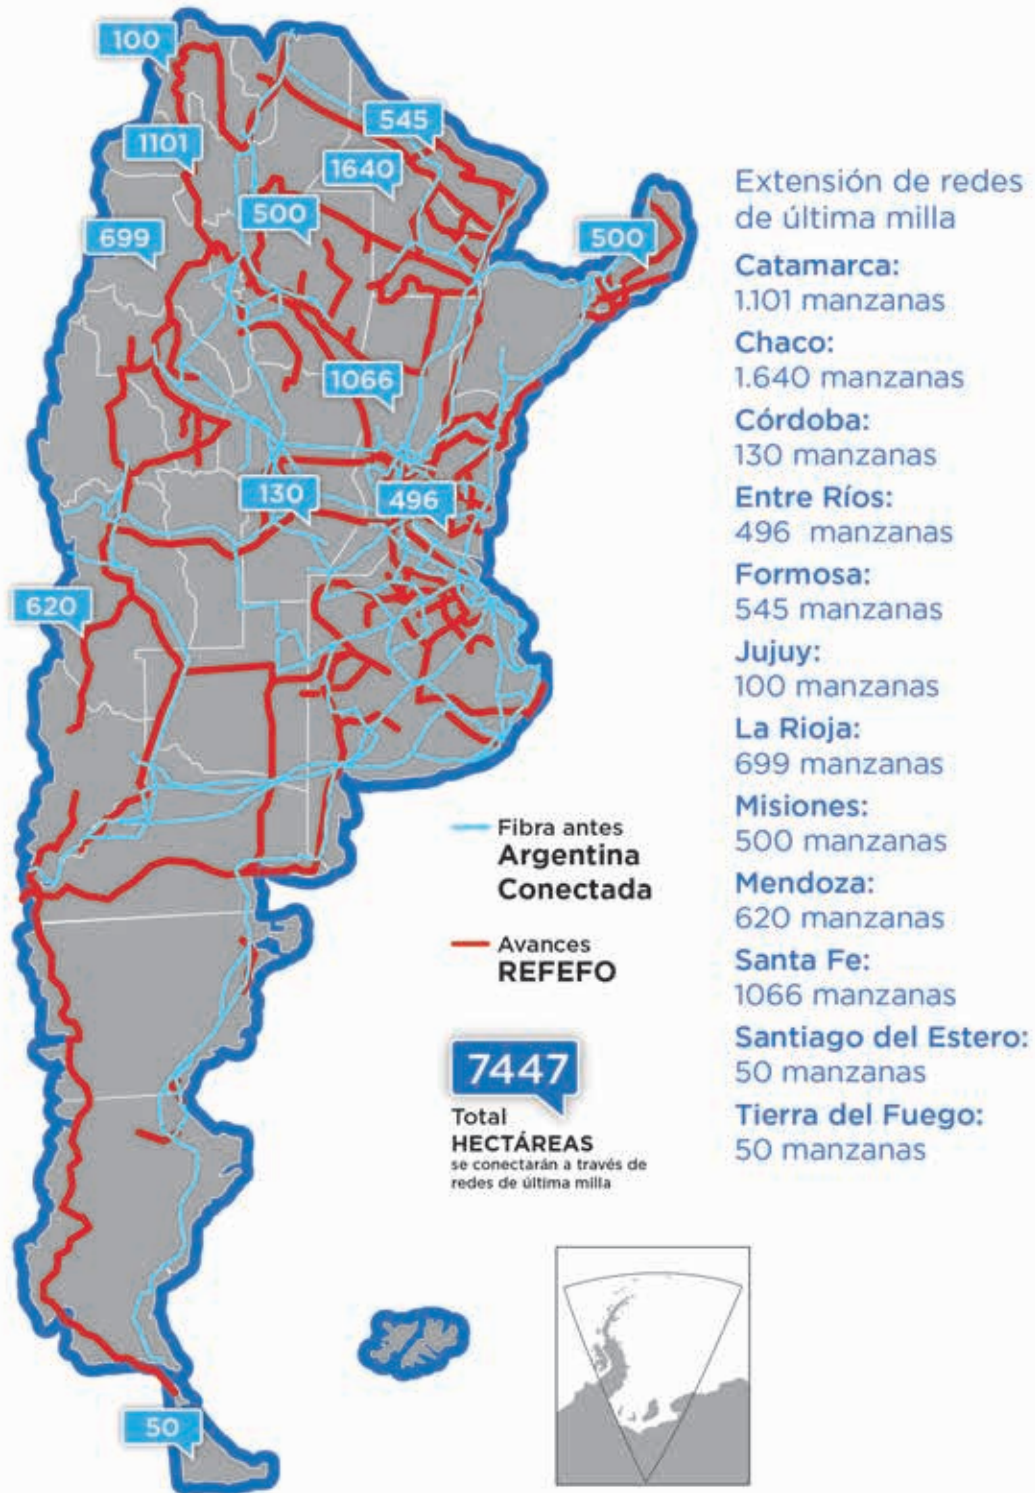 100
545
1101
1640
500
699
500
1066
130
496
620
50
Extensión de redes
de última milla
Catamarca:
1.101 manzanas
Chaco:
1.640 manzanas
Córdoba:
130 manzanas
Entre Ríos:
496 manzanas
Formosa:
545 manzanas
Jujuy:
100 manzanas
La Rioja:
699 manzanas
Misiones:
500 manzanas
Mendoza:
620 manzanas
Santa Fe:
1066 manzanas
Santiago del Estero:
50 manzanas
Tierra del Fuego:
50 manzanas
Fibra antes
Argentina
Conectada
Avances
REFEFO
7447
Total
HECTÁREAS
se conectarán a través de
redes de última milla